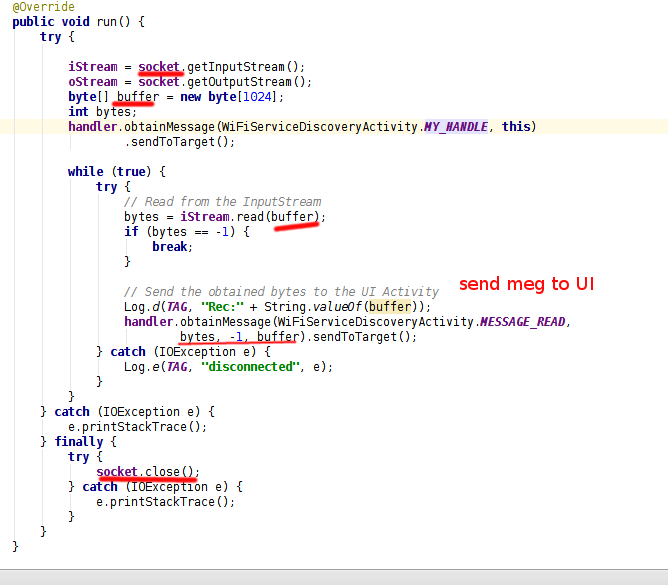 @Override
public void run() {
try {
iStream = socket.getInputStream();
oStream = socket.getOutputStream();
byte[] buffer = new byte[1024];
int bytes;
handler.obtainMessage(WiFiServiceDiscoveryActivity.MY_HANDLE, this)
.sendToTarget();
while (true) {
try {
// Read from the InputStream
bytes = iStream.read(buffer);
if (bytes == -1) {
break;
}
// Send the obtained bytes to the UI Activity
send meg to UI
Log.d(TAG, "Rec:" + String.valueOf(buffer));
handler.obtainMessage(WiFiServiceDiscoveryActivity.MESSAGE_READ,
bytes, -1, buffer).sendToTarget();
} catch (IOException e) {
Log.e(TAG, "disconnected", e);
}
}
} catch (IOException e) {
e.printStackTrace();
} finally {
try {
socket.close();
} catch (IOException e) {
e.printStackTrace();
}
}
}